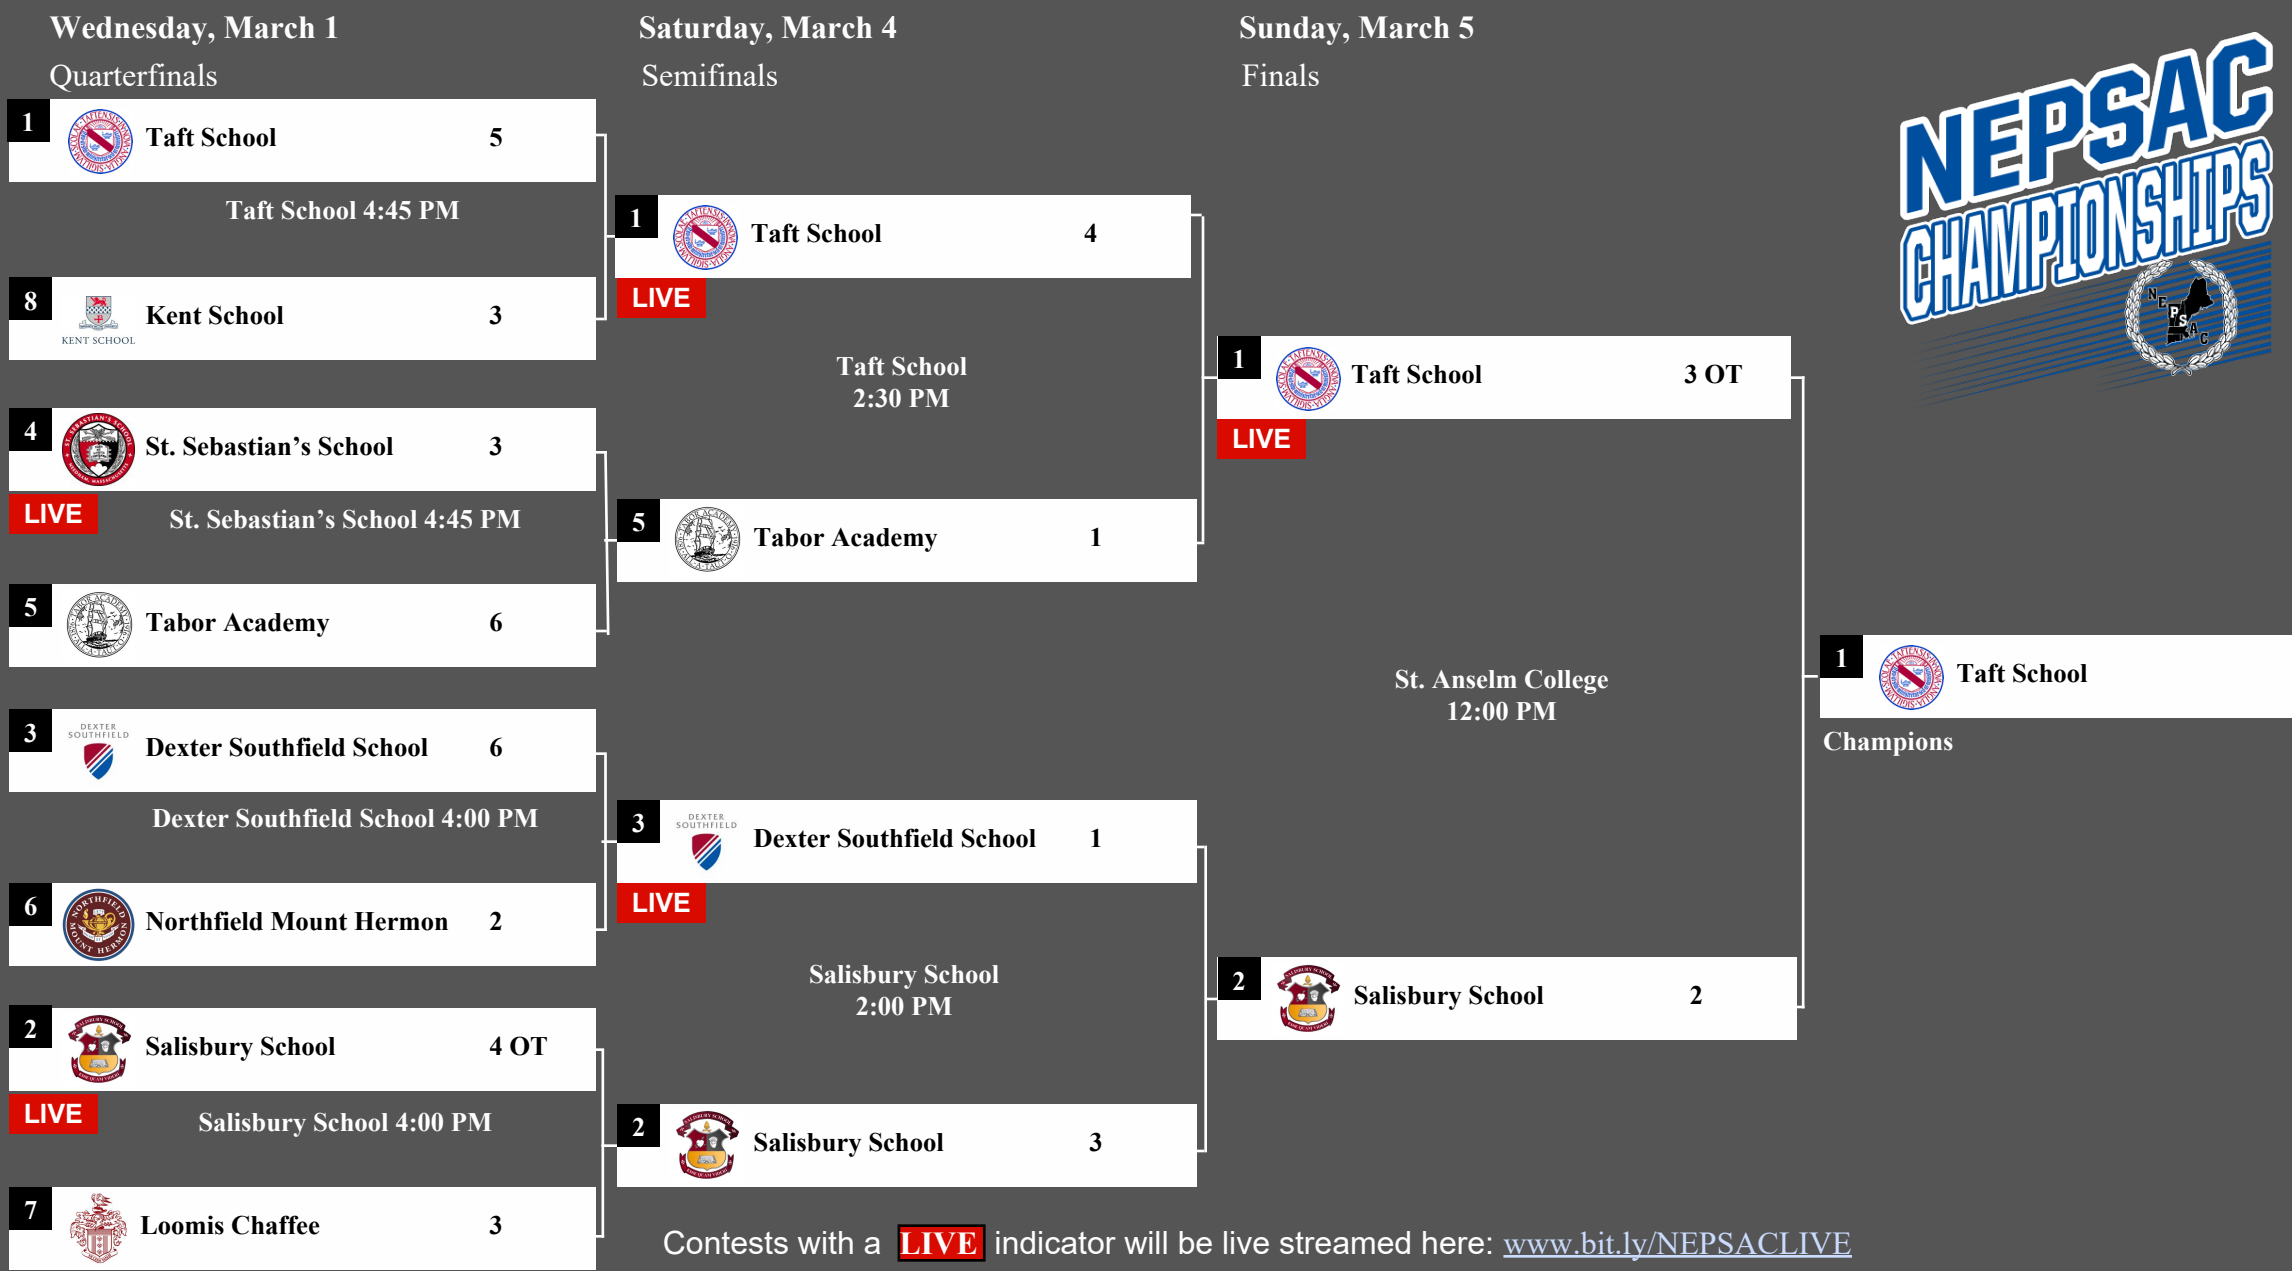 Wednesday, March 1
Quarterfinals
1
Taft School 5
Taft School 4:45 PM
8
KENT SCHOOL
Kent School 3
4
St. Sebastian's School 3
LIVE
St. Sebastian's School 4:45 PM
5
Tabor Academy 6
3
DEXTER
SOUTHFIELD
Dexter Southfield School 6
Dexter Southfield School 4:00 PM
6
NORTHFIELD MOUNT HERMON
Northfield Mount Hermon 2
2
Salisbury School 4 OT
LIVE
Salisbury School 4:00 PM
7
Loomis Chaffee 3
Saturday, March 4
Semifinals
1
Taft School 4
LIVE
Taft School
2:30 PM
5
Tabor Academy 1
3
DEXTER
SOUTHFIELD
Dexter Southfield School 1
LIVE
Salisbury School
2:00 PM
2
Salisbury School 3
Sunday, March 5
Finals
1
Taft School 3 OT
LIVE
St. Anselm College
12:00 PM
2
Salisbury School 2
1
Taft School
Champions
NEPSAC
CHAMPIONSHIPS
NEPSAC
Contests with a LIVE indicator will be live streamed here: www.bit.ly/NEPSACLIVE